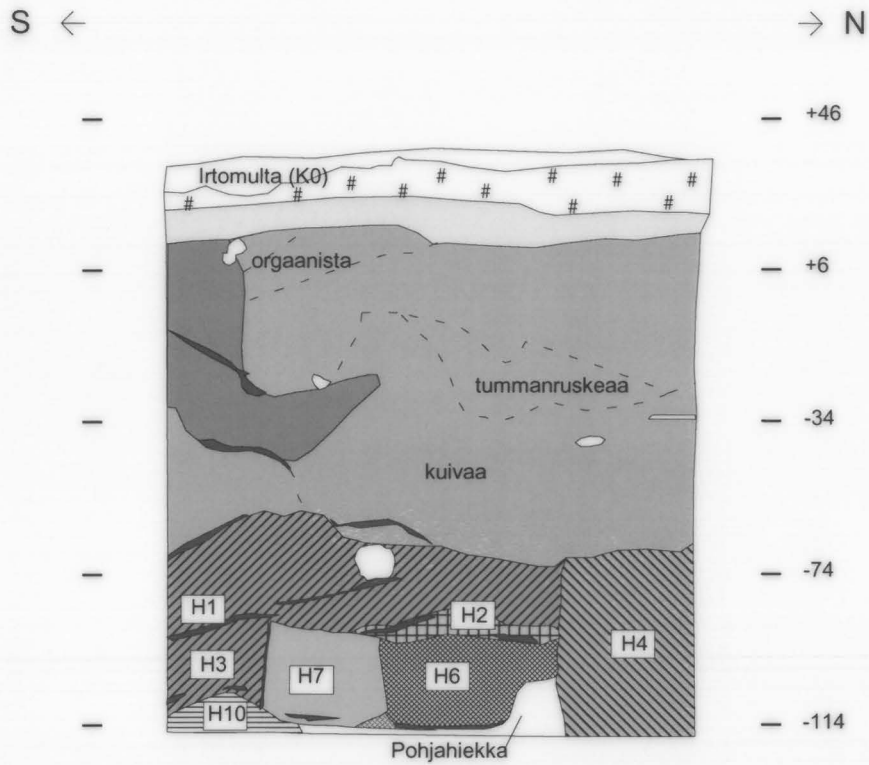 S ← → N
+46
Irtomulta (K0)
# # # # # # # # # # #
orgaanista
+6
tummanruskeaa
-34
kuivaa
-74
H1
H2
H4
H3
H7
H6
H10
-114
Pohjahiekka